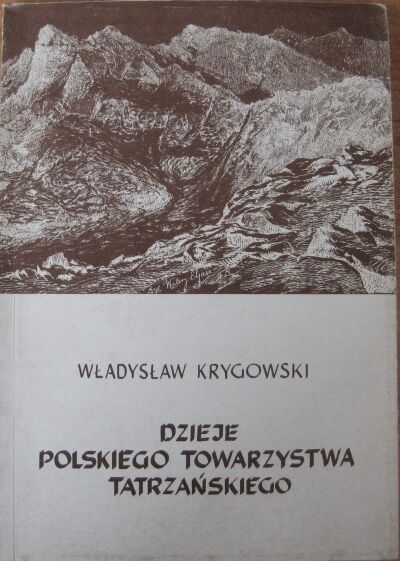 WŁADYSŁAW KRYGOWSKI
DZIEJE
POLSKIEGO TOWARZYSTWA
TATRZAŃSKIEGO